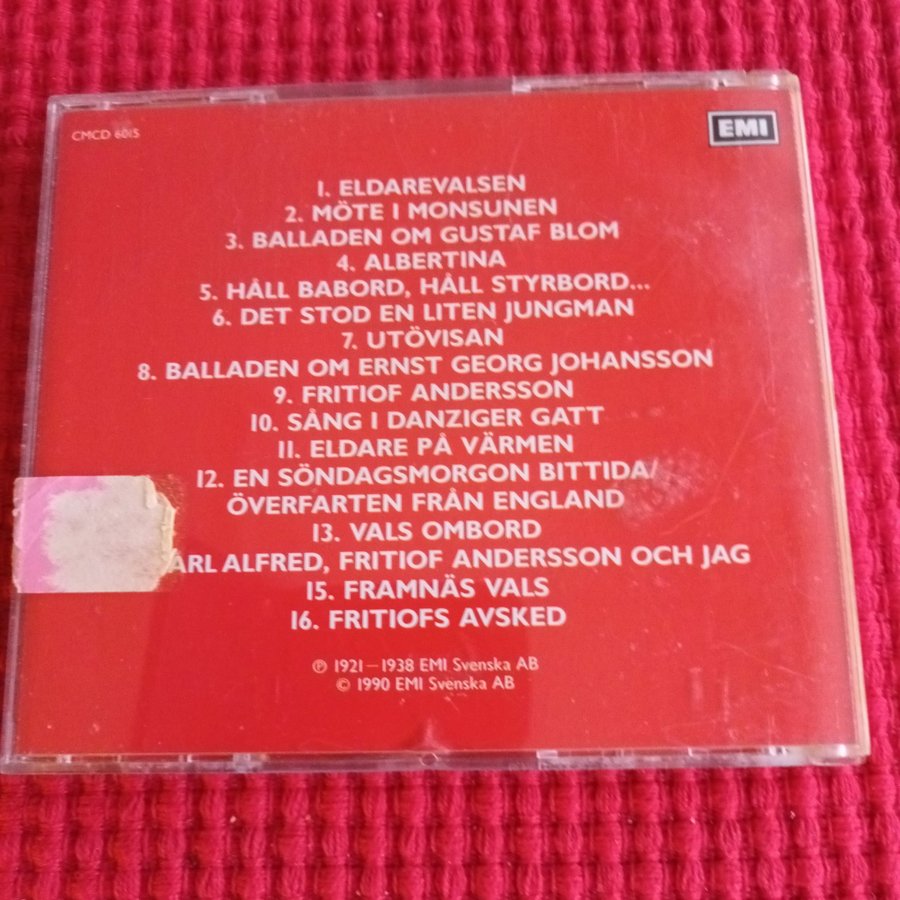 CMCD 6015
EMI
1. ELDAREVALSEN
2. MÖTE I MONSUNEN
3. BALLADEN OM GUSTAF BLOM
4. ALBERTINA
5. HÅLL BABORD, HÅLL STYRBORD...
6. DET STOD EN LITEN JUNGMAN
7. UTÖVISAN
8. BALLADEN OM ERNST GEORG JOHANSSON
9. FRITIOF ANDERSSON
10. SÅNG I DANZIGER GATT
11. ELDARE PÅ VÄRMEN
12. EN SÖNDAGSMORGON BITTIDA/
ÖVERFARTEN FRÅN ENGLAND
13. VALS OMBORD
ALFRED, FRITIOF ANDERSSON OCH JAG
15. FRAMNÄS VALS
16. FRITIOFS AVSKED
℗ 1921–1938 EMI Svenska AB
© 1990 EMI Svenska AB